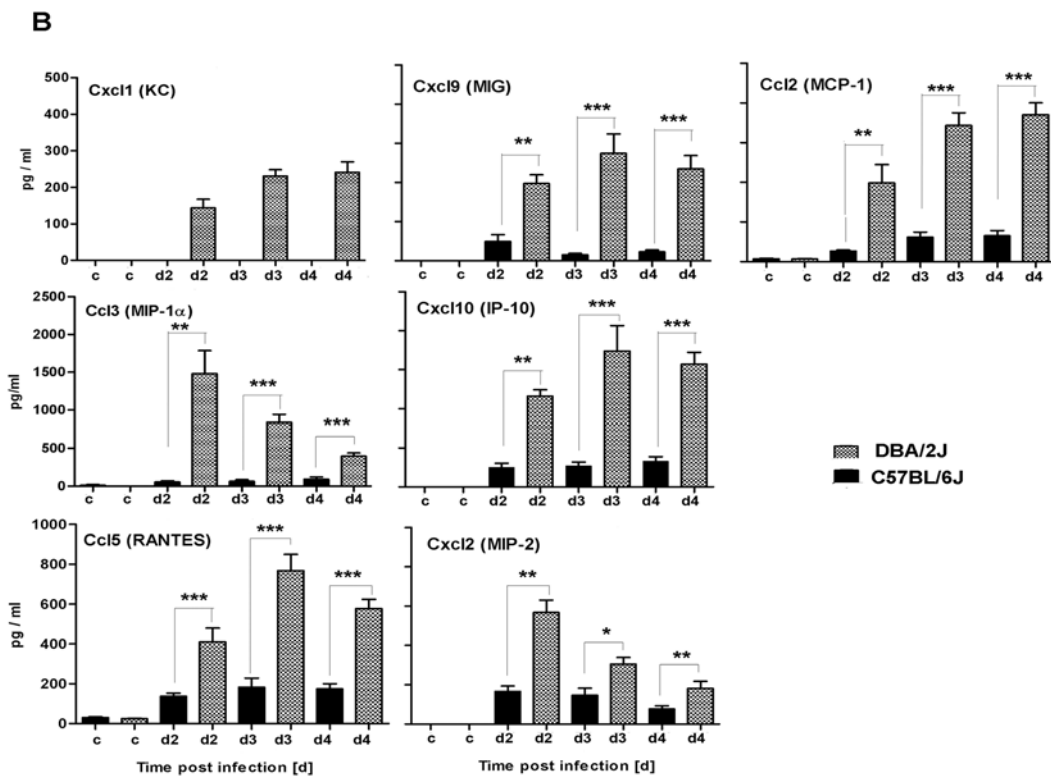 B
Cxcl1 (KC)
pg / ml
500
400
300
200
100
0
c c d2 d2 d3 d3 d4 d4
Cxcl9 (MIG)
** *** ***
c c d2 d2 d3 d3 d4 d4
Ccl2 (MCP-1)
** *** ***
c c d2 d2 d3 d3 d4 d4
Ccl3 (MIP-1α)
pg/ml
2500
2000
1500
1000
500
0
** *** ***
c c d2 d2 d3 d3 d4 d4
Cxcl10 (IP-10)
** *** ***
c c d2 d2 d3 d3 d4 d4
DBA/2J
C57BL/6J
Ccl5 (RANTES)
pg / ml
1000
800
600
400
200
0
*** *** ***
c c d2 d2 d3 d3 d4 d4
Time post infection [d]
Cxcl2 (MIP-2)
** * **
c c d2 d2 d3 d3 d4 d4
Time post infection [d]